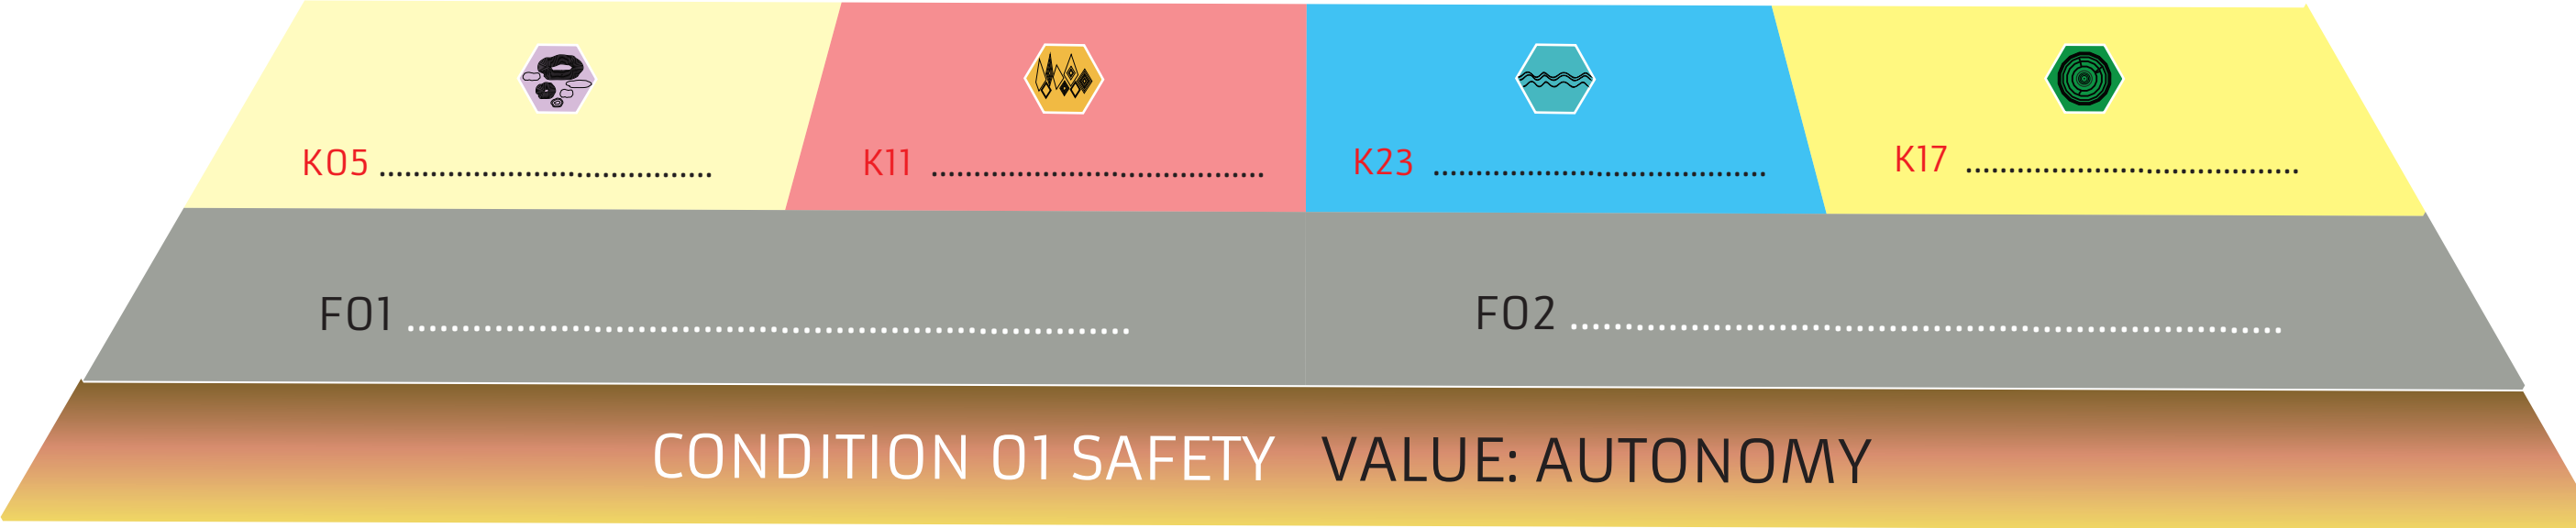 K05 ........................................
K11 ........................................
K23 ........................................
K17 ........................................
F01 ............................................................
F02 ............................................................
CONDITION 01 SAFETY VALUE: AUTONOMY